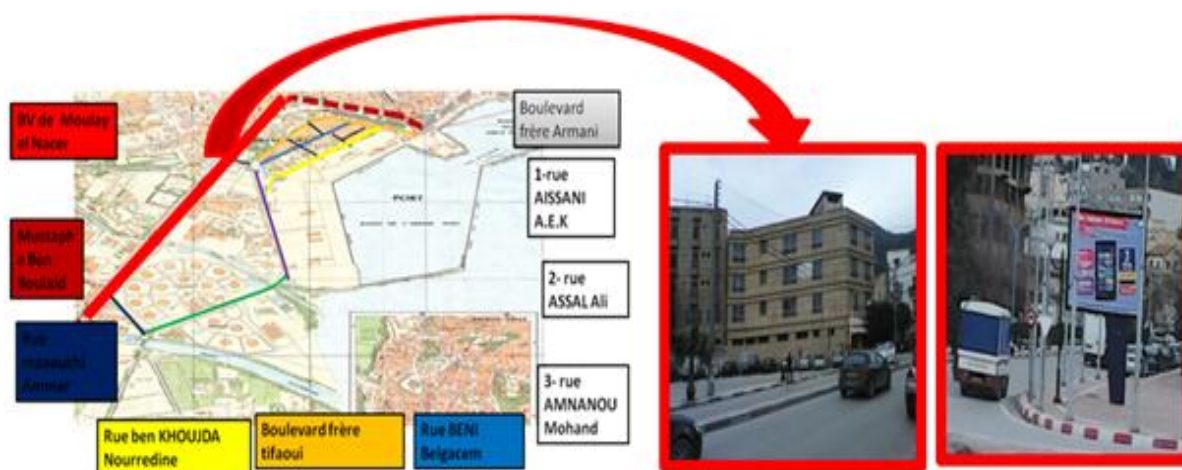 BV de Moulay
el Nacer
Mustaph
a Ben
Boulaid
Rue
Ammar
Rue ben KHOUJDA
Nourredine
Boulevard frère
tifaoui
Rue BENI
Belgacem
PORT
Boulevard
frère Armani
1-rue
AISSANI
A.E.K
2- rue
ASSAL Ali
3- rue
AMNANOU
Mohand